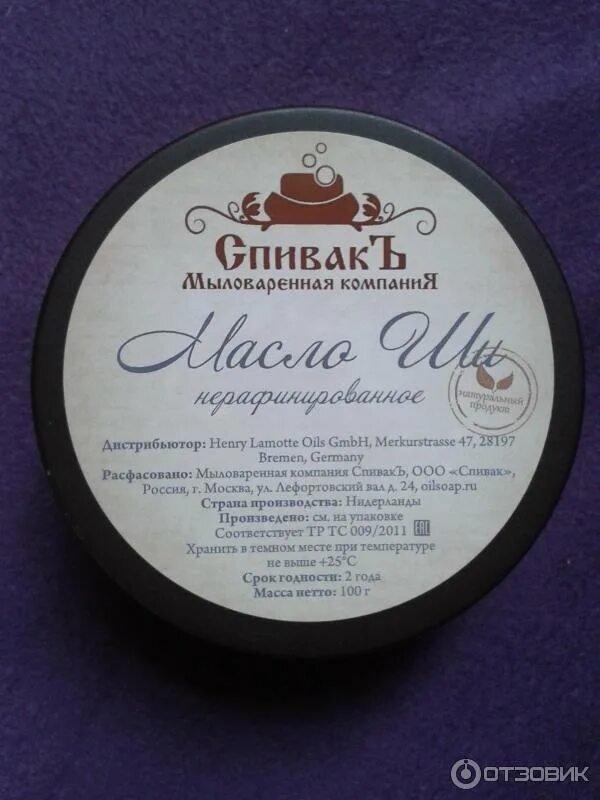 СпивакЪ
Мыловаренная компаниЯ
Масло Ши
нерафинированное
натуральный
продукт
Дистрибьютор: Henry Lamotte Oils GmbH, Merkurstrasse 47, 28197
Bremen, Germany
Расфасовано: Мыловаренная компания СпивакЪ, ООО «Спивак»,
Россия, г. Москва, ул. Лефортовский вал д. 24, oilsoap.ru
Страна производства: Нидерланды
Произведено: см. на упаковке
Соответствует ТР ТС 009/2011 EAC
Хранить в темном месте при температуре
не выше +25°С
Срок годности: 2 года
Масса нетто: 100 г
ОТЗОВИК